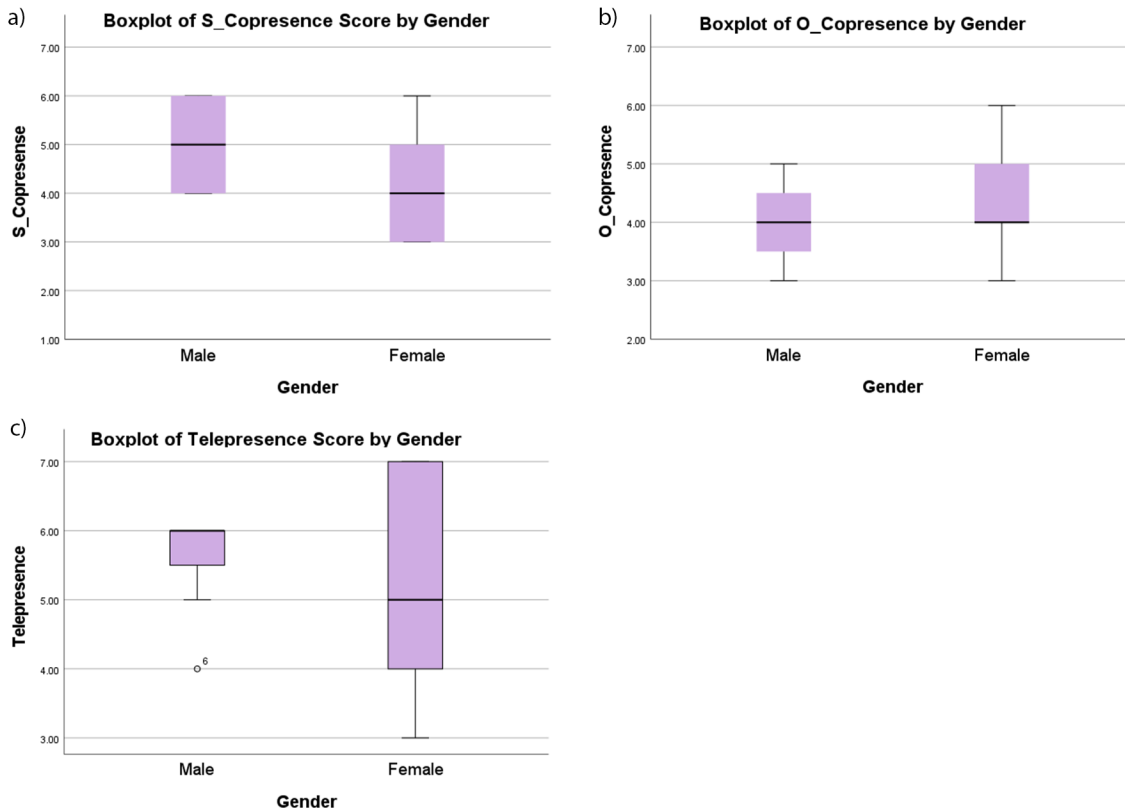 a)
Boxplot of S_Copresence Score by Gender
7.00
6.00
5.00
4.00
3.00
2.00
1.00
S_Copresense
Male
Female
Gender
b)
Boxplot of O_Copresence by Gender
7.00
6.00
5.00
4.00
3.00
2.00
O_Copresence
Male
Female
Gender
c)
Boxplot of Telepresence Score by Gender
7.00
6.00
5.00
4.00
3.00
Telepresence
6
Male
Female
Gender